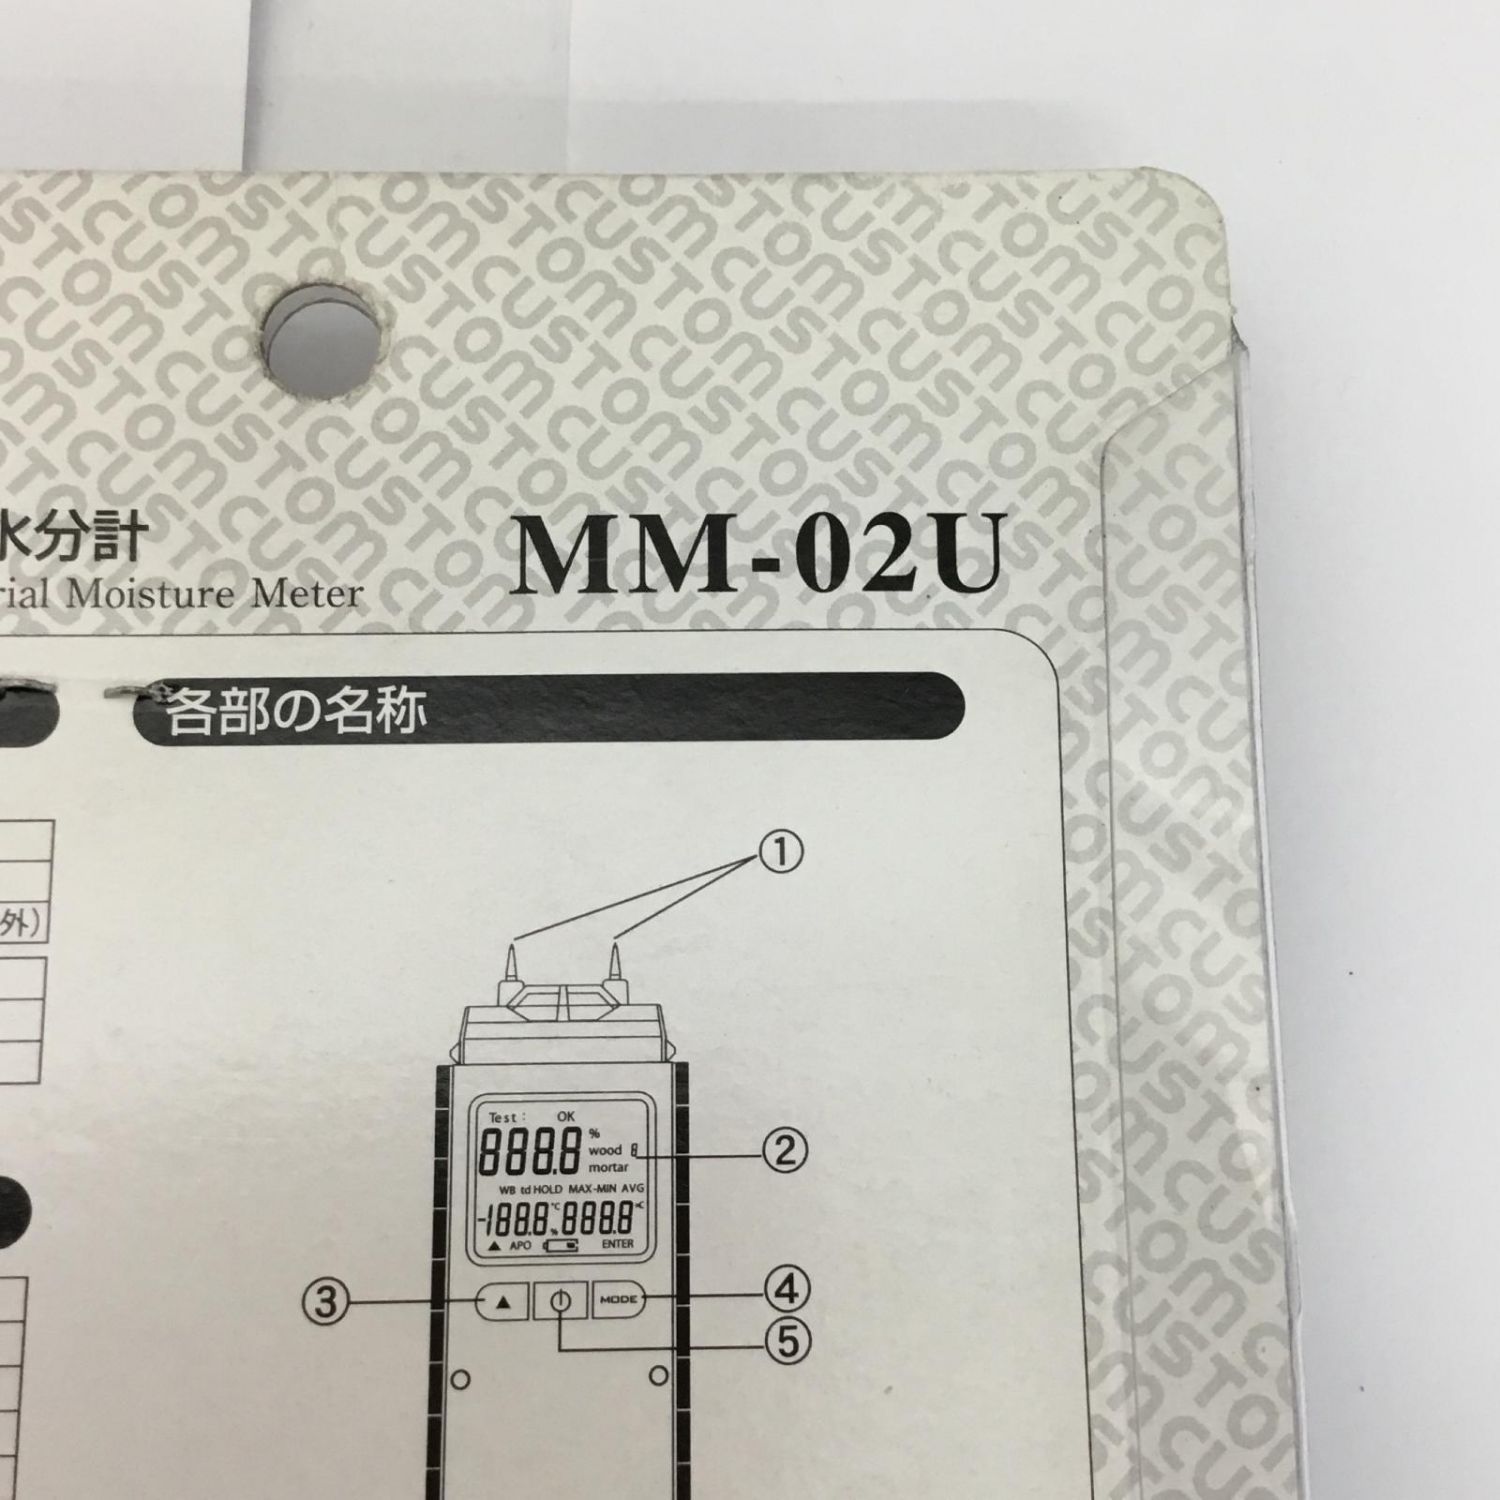 水分計
rial Moisture Meter
MM-02U
各部の名称
外)
①
Test: OK
888.8 %
wood 8
mortar
②
WB td HOLD MAX-MIN AVG
-188.8 ℃ % 888.8
▲ APO ENTER
③
▲
MODE
④
⑤
CUSTOM